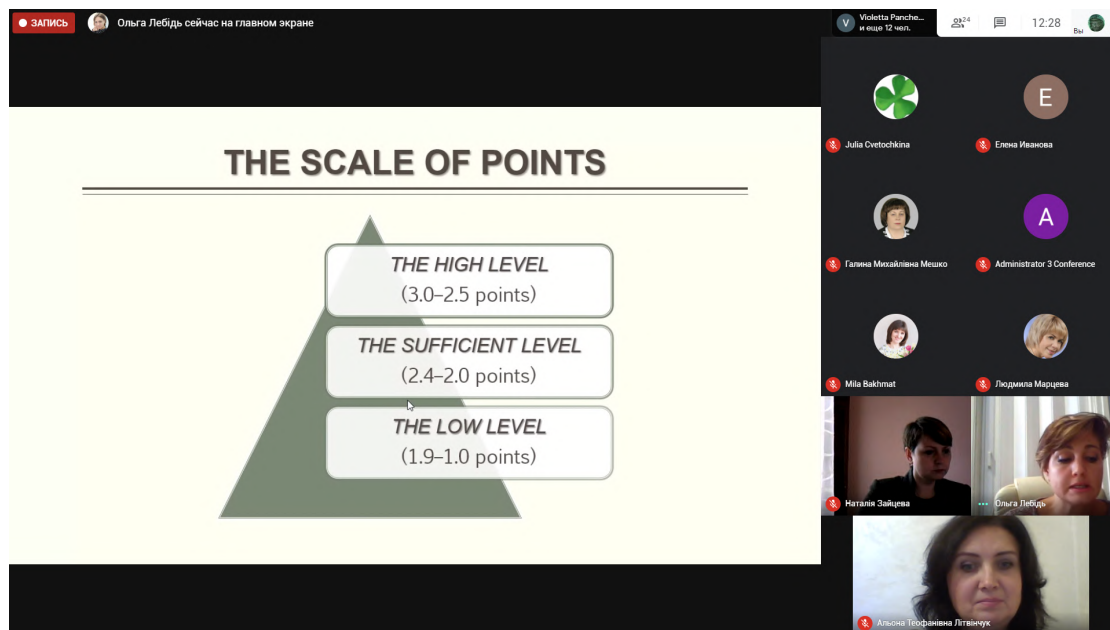 ЗАПИСЬ
Ольга Лебідь сейчас на главном экране
V
Violetta Panche...
и еще 12 чел.
24
12:28
Вы
THE SCALE OF POINTS
THE HIGH LEVEL
(3.0–2.5 points)
THE SUFFICIENT LEVEL
(2.4–2.0 points)
THE LOW LEVEL
(1.9–1.0 points)
Julia Cvetochkina
E
Елена Иванова
Галина Михайлівна Мешко
A
Administrator 3 Conference
Mila Bakhmat
Людмила Марцева
Наталія Зайцева
Ольга Лебідь
Альона Теофанівна Літвінчук